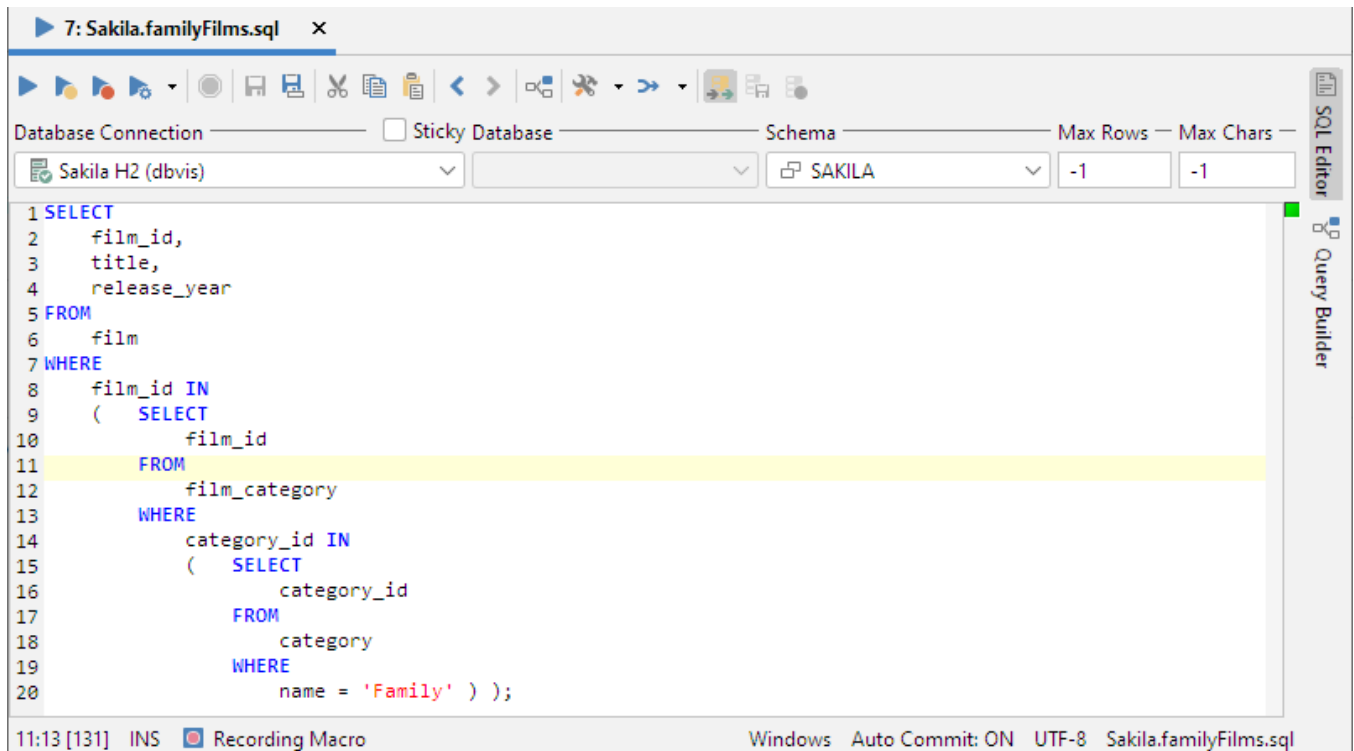 7: Sakila.familyFilms.sql
Database Connection Sticky Database Schema Max Rows Max Chars
Sakila H2 (dbvis) SAKILA -1 -1
1 SELECT
2     film_id,
3     title,
4     release_year
5 FROM
6     film
7 WHERE
8     film_id IN
9     (   SELECT
10             film_id
11         FROM
12             film_category
13         WHERE
14             category_id IN
15             (   SELECT
16                     category_id
17                 FROM
18                     category
19                 WHERE
20                     name = 'Family' ) );
11:13 [131] INS Recording Macro Windows Auto Commit: ON UTF-8 Sakila.familyFilms.sql
SQL Editor
Query Builder